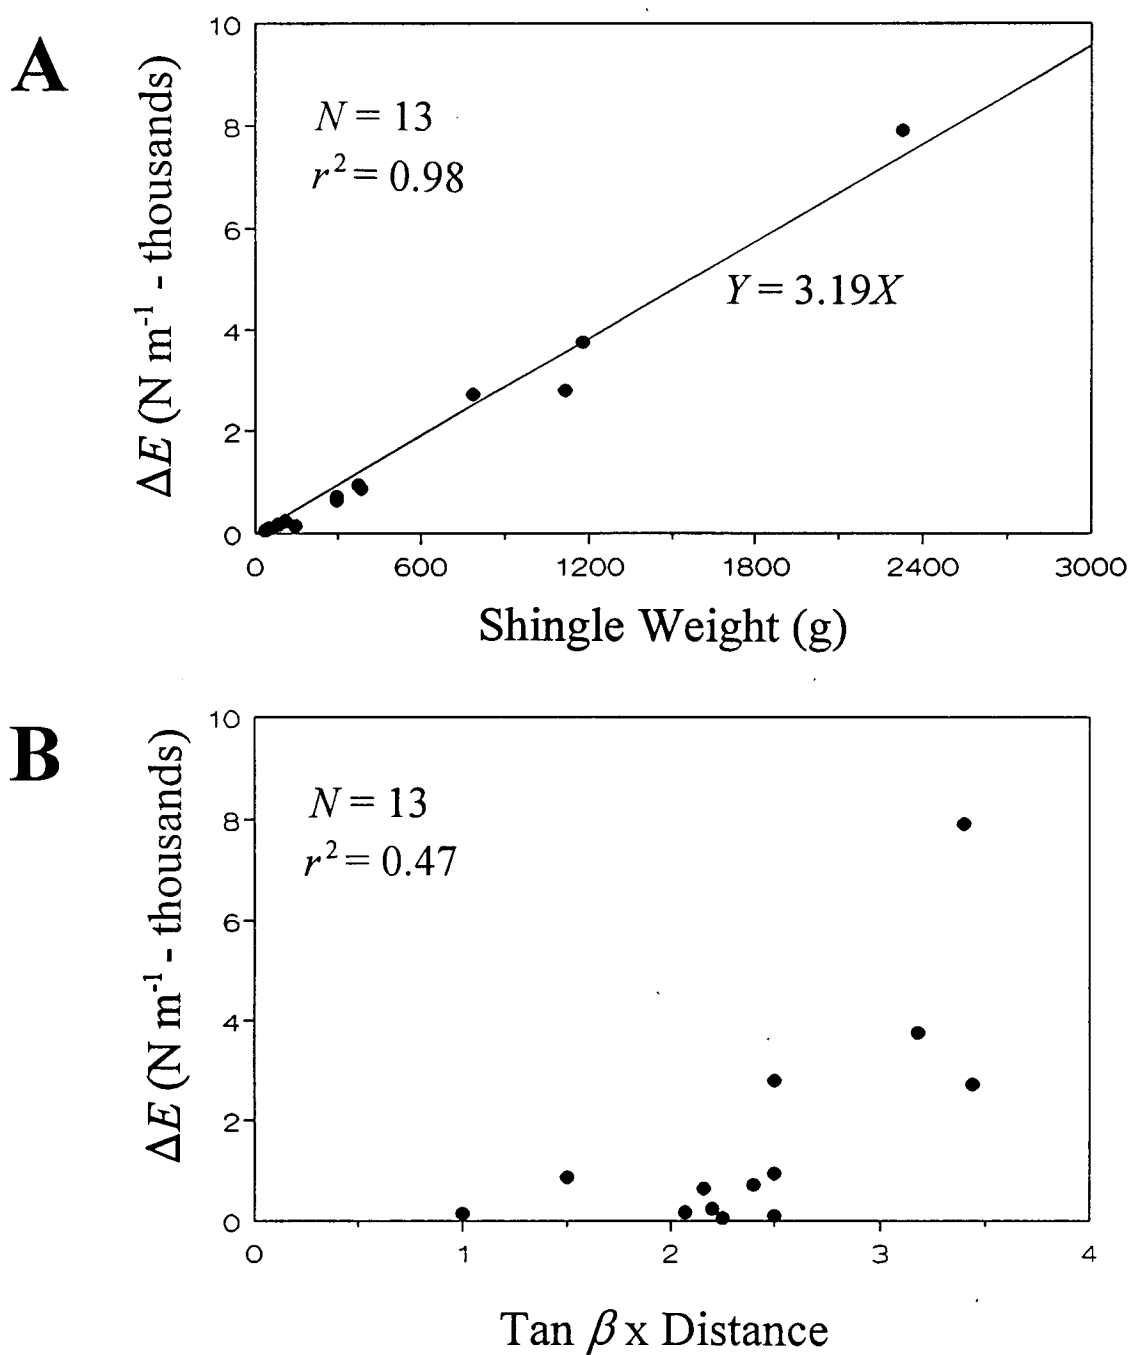 A
ΔE (N m⁻¹ - thousands)
10
8
6
4
2
0
N = 13
r² = 0.98
Y = 3.19X
0 600 1200 1800 2400 3000
Shingle Weight (g)
B
ΔE (N m⁻¹ - thousands)
10
8
6
4
2
0
N = 13
r² = 0.47
0 1 2 3 4
Tan β x Distance